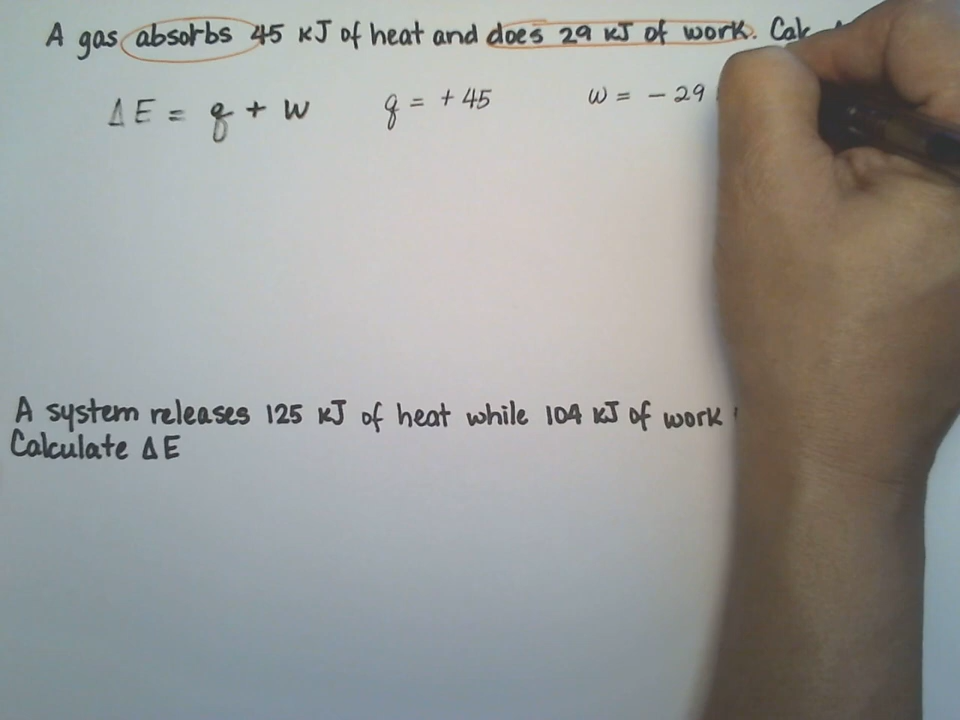 A gas absorbs 45 kJ of heat and does 29 kJ of work. Calc
ΔE = q + w q = + 45 w = - 29
A system releases 125 kJ of heat while 104 kJ of work
Calculate ΔE